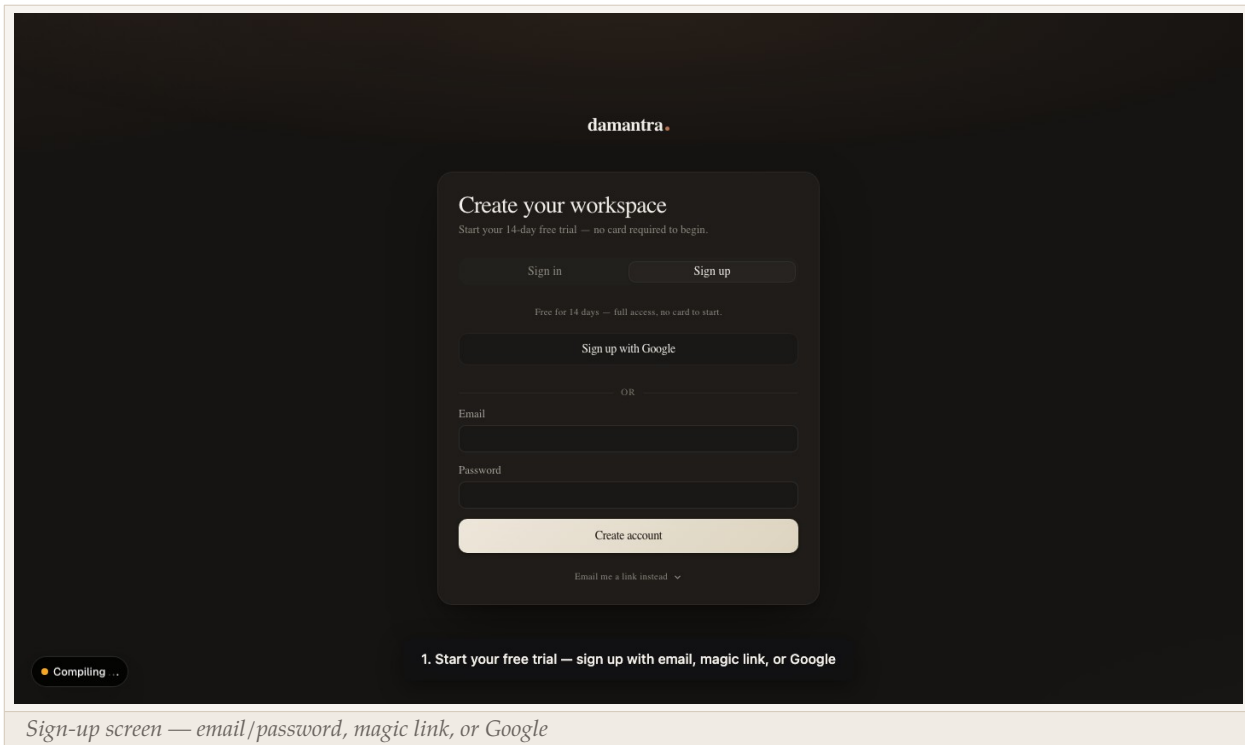 damantra.
Create your workspace
Start your 14-day free trial — no card required to begin.
Sign in
Sign up
Free for 14 days — full access, no card to start.
Sign up with Google
OR
Email
Password
Create account
Email me a link instead
1. Start your free trial — sign up with email, magic link, or Google
Compiling ...
Sign-up screen — email/password, magic link, or Google